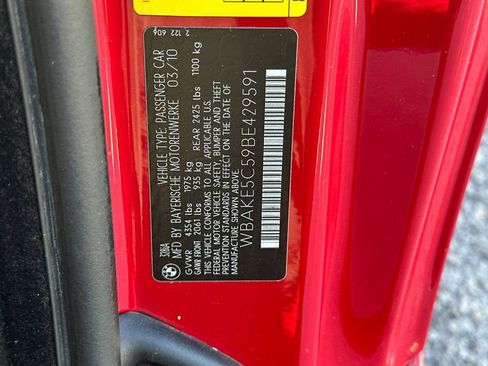 2 122 606
328IA
VEHICLE TYPE: PASSENGER CAR
MFD BY BAYERISCHE MOTORENWERKE 03/10
GVWR 4354 lbs 1975 kg
GAWR FRONT 2061 lbs 935 kg REAR 2425 lbs 1100 kg
THIS VEHICLE CONFORMS TO ALL APPLICABLE U.S.
FEDERAL MOTOR VEHICLE SAFETY, BUMPER AND THEFT
PREVENTION STANDARDS IN EFFECT ON THE DATE OF
MANUFACTURE SHOWN ABOVE.
WBAKE5C59BE429591